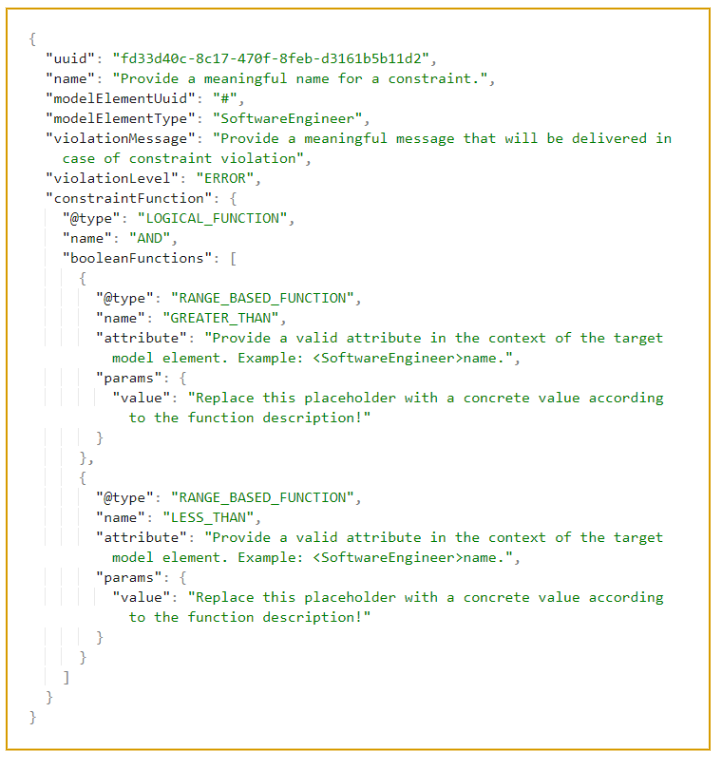 {
"uuid": "fd33d40c-8c17-470f-8feb-d3161b5b11d2",
"name": "Provide a meaningful name for a constraint.",
"modelElementUuid": "#",
"modelElementType": "SoftwareEngineer",
"violationMessage": "Provide a meaningful message that will be delivered in
case of constraint violation",
"violationLevel": "ERROR",
"constraintFunction": {
"@type": "LOGICAL_FUNCTION",
"name": "AND",
"booleanFunctions": [
{
"@type": "RANGE_BASED_FUNCTION",
"name": "GREATER_THAN",
"attribute": "Provide a valid attribute in the context of the target
model element. Example: <SoftwareEngineer>name.",
"params": {
"value": "Replace this placeholder with a concrete value according
to the function description!"
}
},
{
"@type": "RANGE_BASED_FUNCTION",
"name": "LESS_THAN",
"attribute": "Provide a valid attribute in the context of the target
model element. Example: <SoftwareEngineer>name.",
"params": {
"value": "Replace this placeholder with a concrete value according
to the function description!"
}
}
]
}
}